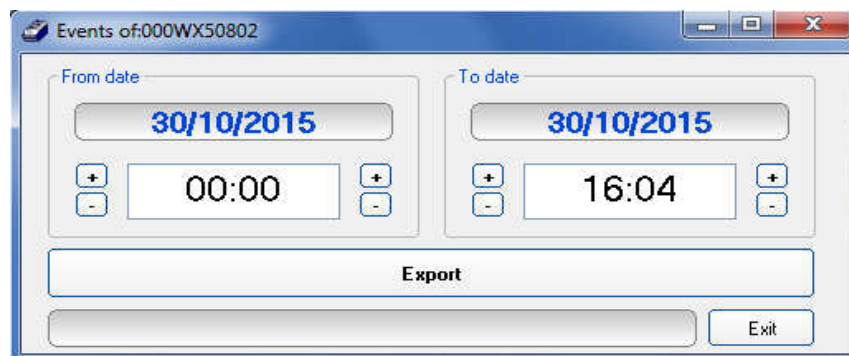 Events of:000WX50802
From date
To date
30/10/2015
30/10/2015
+
00:00
+
+
16:04
+
-
-
-
-
Export
Exit